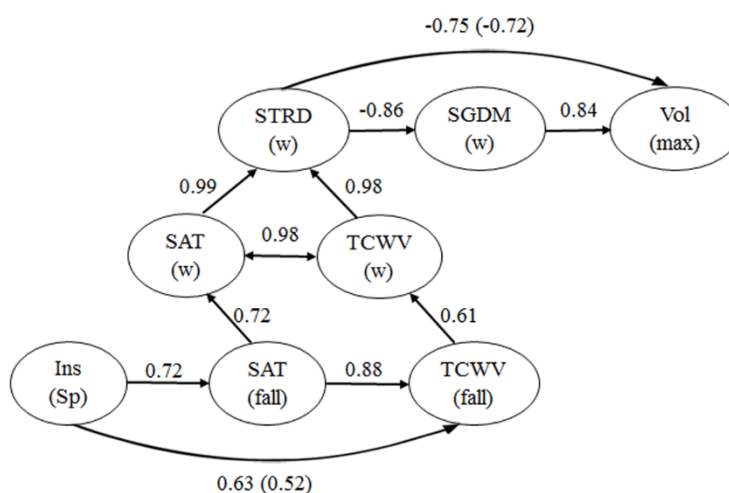 -0.75 (-0.72)
STRD
(w)
-0.86
SGDM
(w)
0.84
Vol
(max)
0.99
0.98
SAT
(w)
0.98
TCWV
(w)
0.72
0.61
Ins
(Sp)
0.72
SAT
(fall)
0.88
TCWV
(fall)
0.63 (0.52)